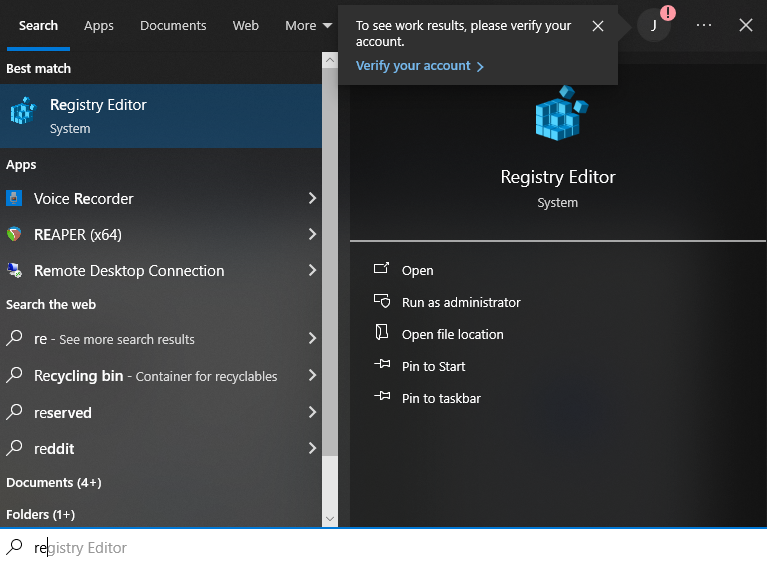 Search Apps Documents Web More
To see work results, please verify your
account.
Verify your account
J
!
Best match
Registry Editor
System
Apps
Voice Recorder
REAPER (x64)
Remote Desktop Connection
Search the web
re - See more search results
Recycling bin - Container for recyclables
reserved
reddit
Documents (4+)
Folders (1+)
Registry Editor
System
Open
Run as administrator
Open file location
Pin to Start
Pin to taskbar
registry Editor